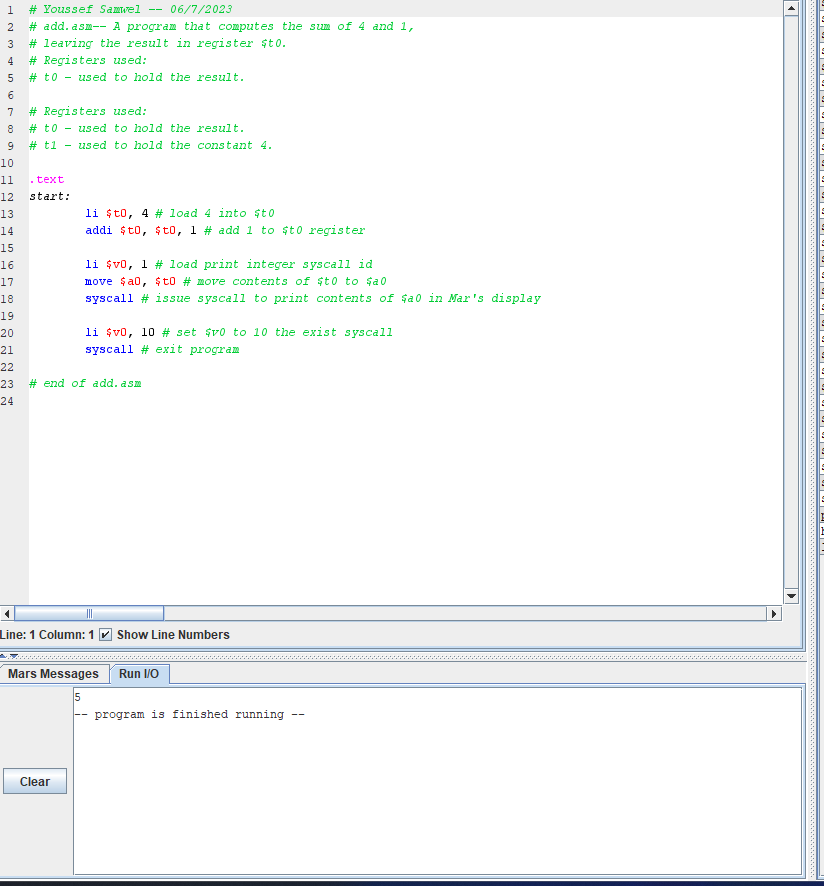 1 # Youssef Samwel -- 06/7/2023
2 # add.asm-- A program that computes the sum of 4 and 1,
3 # leaving the result in register $t0.
4 # Registers used:
5 # t0 - used to hold the result.
6
7 # Registers used:
8 # t0 - used to hold the result.
9 # t1 - used to hold the constant 4.
10
11 .text
12 start:
13 li $t0, 4 # load 4 into $t0
14 addi $t0, $t0, 1 # add 1 to $t0 register
15
16 li $v0, 1 # load print integer syscall id
17 move $a0, $t0 # move contents of $t0 to $a0
18 syscall # issue syscall to print contents of $a0 in Mar's display
19
20 li $v0, 10 # set $v0 to 10 the exist syscall
21 syscall # exit program
22
23 # end of add.asm
24
Line: 1 Column: 1 Show Line Numbers
Mars Messages Run I/O
5
-- program is finished running --
Clear